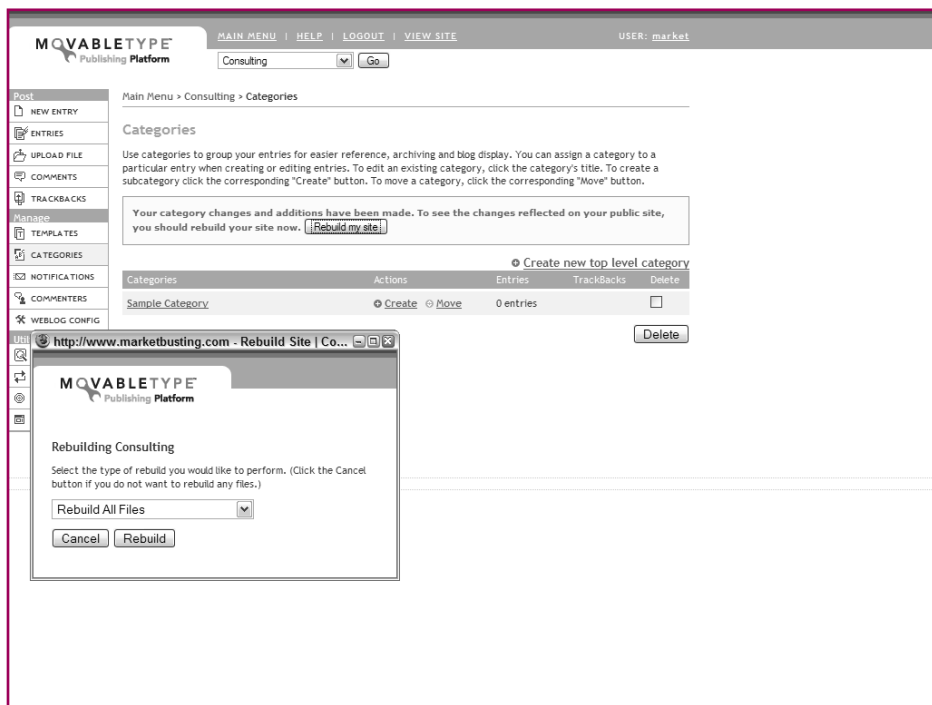 MOVABLETYPE
Publishing Platform
MAIN MENU | HELP | LOGOUT | VIEW SITE
USER: market
Consulting
Go
Post
NEW ENTRY
ENTRIES
UPLOAD FILE
COMMENTS
TRACKBACKS
Manage
TEMPLATES
CATEGORIES
NOTIFICATIONS
COMMENTERS
WEBLOG CONFIG
Util
Main Menu > Consulting > Categories
Categories
Use categories to group your entries for easier reference, archiving and blog display. You can assign a category to a
particular entry when creating or editing entries. To edit an existing category, click the category's title. To create a
subcategory click the corresponding "Create" button. To move a category, click the corresponding "Move" button.
Your category changes and additions have been made. To see the changes reflected on your public site,
you should rebuild your site now. Rebuild my site
Create new top level category
Categories Actions Entries TrackBacks Delete
Sample Category Create Move 0 entries
Delete
http://www.marketbusting.com - Rebuild Site | Co...
MOVABLETYPE
Publishing Platform
Rebuilding Consulting
Select the type of rebuild you would like to perform. (Click the Cancel
button if you do not want to rebuild any files.)
Rebuild All Files
Cancel Rebuild